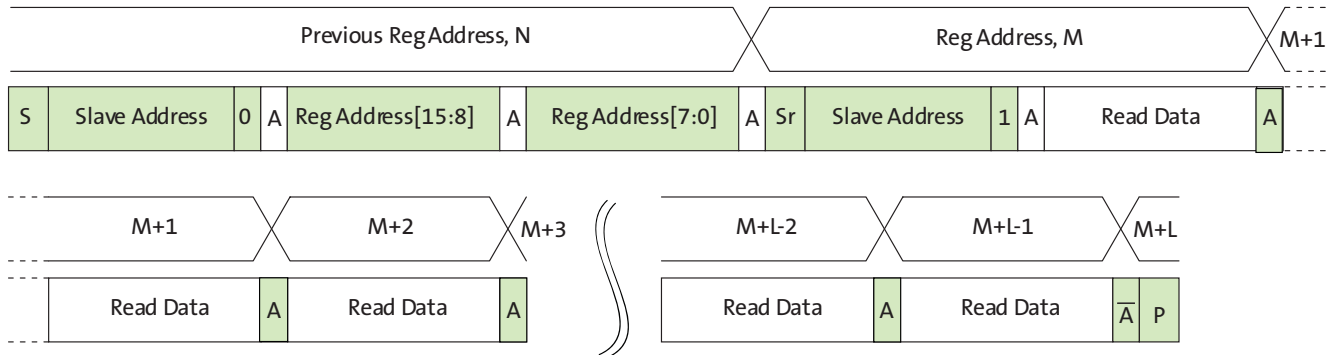 Previous Reg Address, N Reg Address, M M+1
S Slave Address 0 A Reg Address[15:8] A Reg Address[7:0] A Sr Slave Address 1 A Read Data A
M+1 M+2 M+3 M+L-2 M+L-1 M+L
Read Data A Read Data A Read Data A Read Data A̅ P